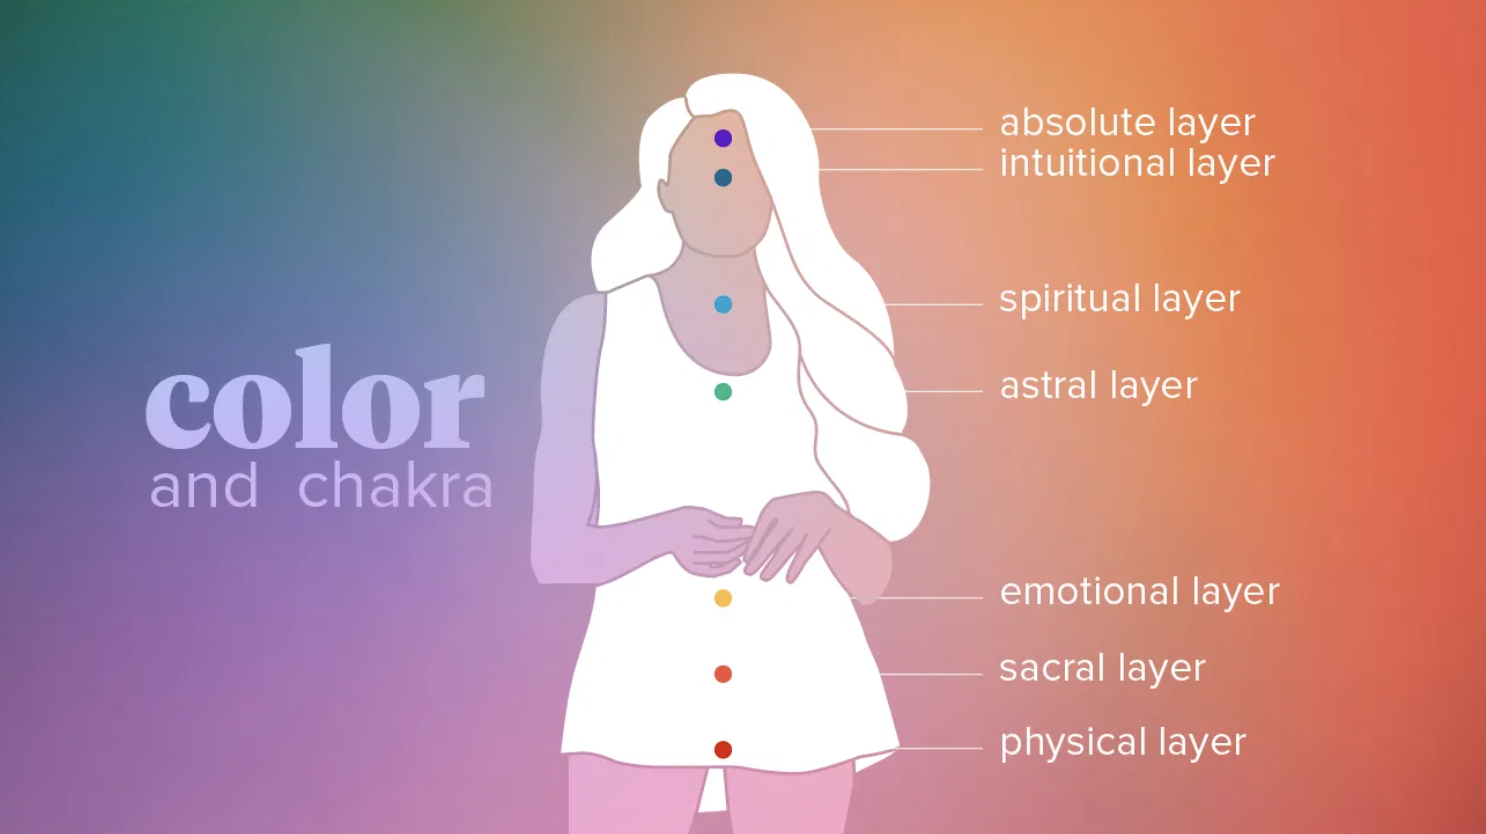 color
and chakra
absolute layer
intuitional layer
spiritual layer
astral layer
emotional layer
sacral layer
physical layer